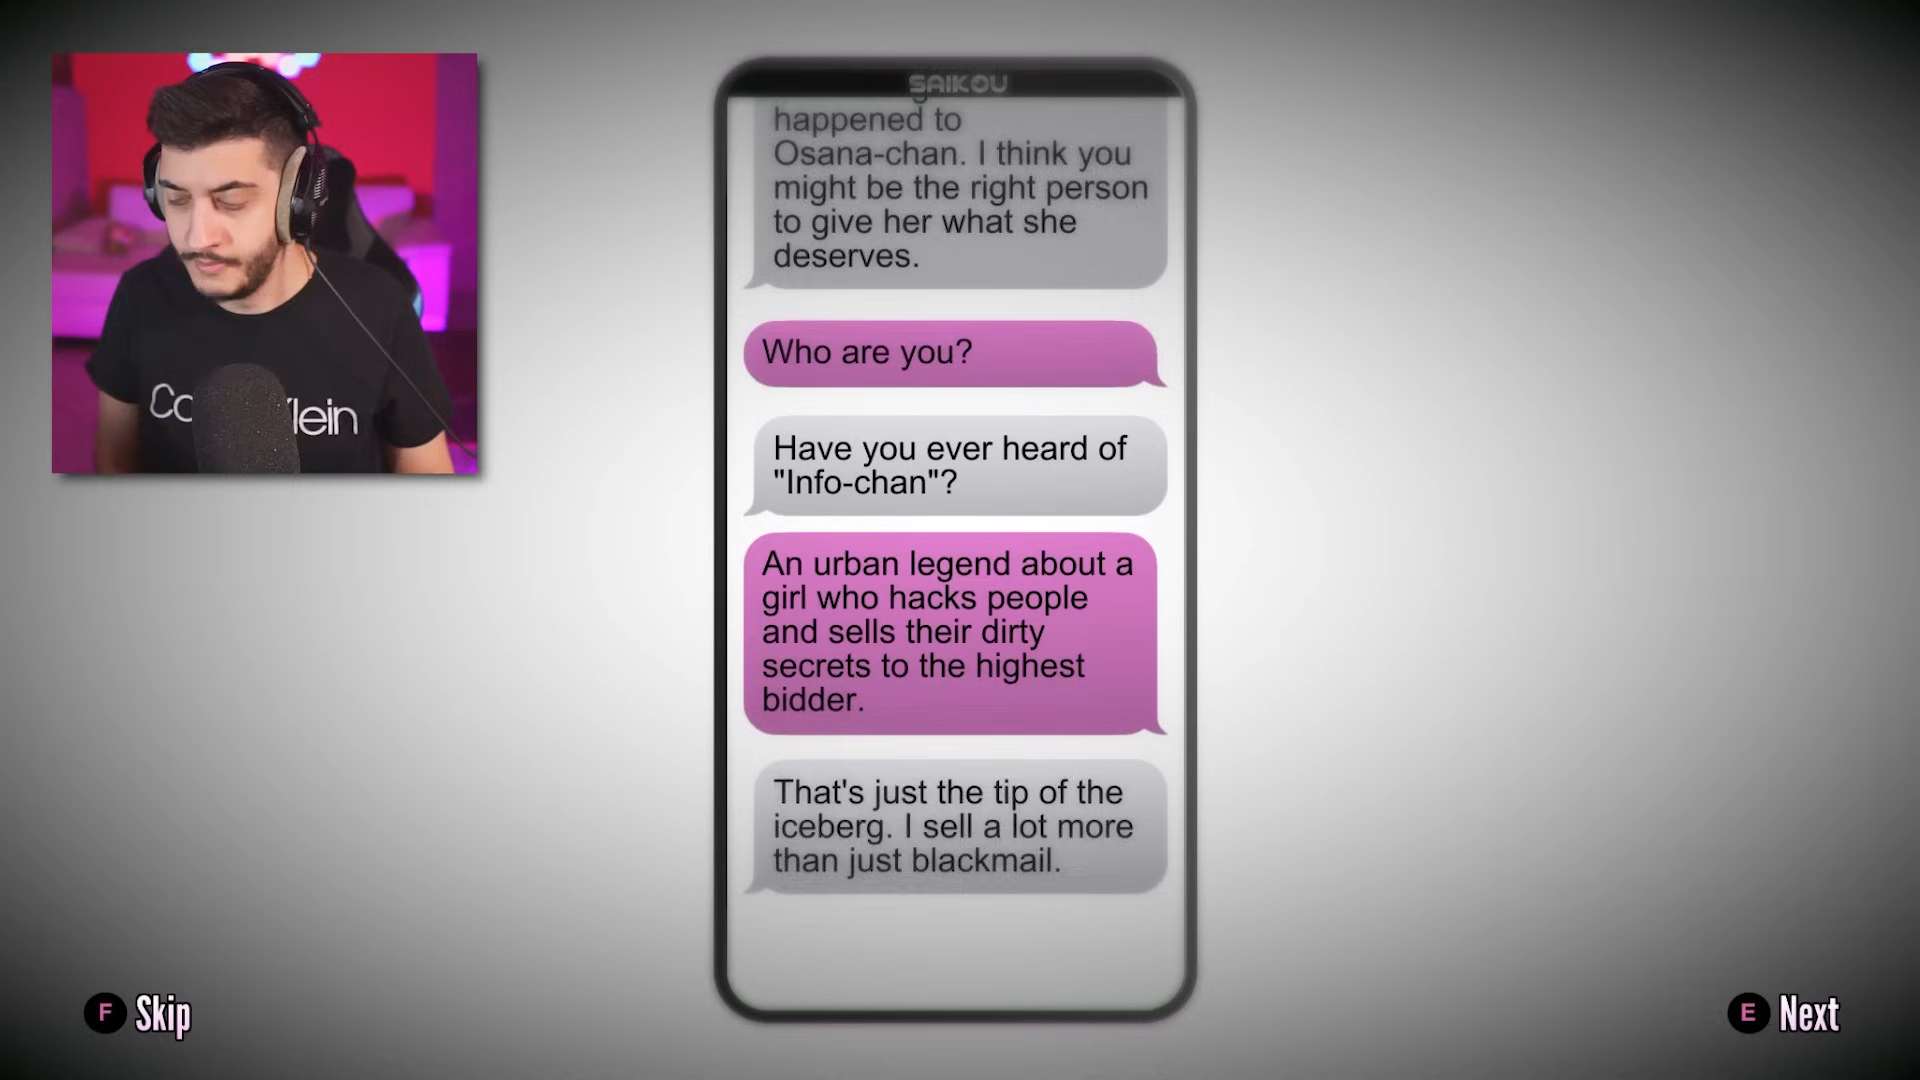 SAIKOU
happened to
Osana-chan. I think you
might be the right person
to give her what she
deserves.
Who are you?
Have you ever heard of
"Info-chan"?
An urban legend about a
girl who hacks people
and sells their dirty
secrets to the highest
bidder.
That's just the tip of the
iceberg. I sell a lot more
than just blackmail.
F Skip
E Next